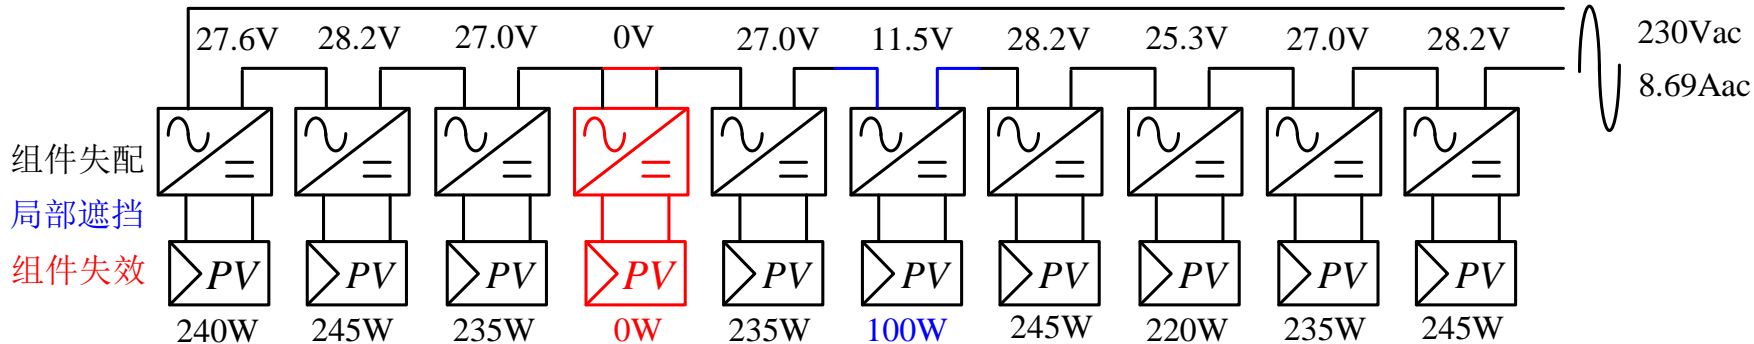 27.6V 28.2V 27.0V 0V 27.0V 11.5V 28.2V 25.3V 27.0V 28.2V
230Vac
8.69Aac
组件失配
局部遮挡
组件失效
PV PV PV PV PV PV PV PV PV PV
240W 245W 235W 0W 235W 100W 245W 220W 235W 245W